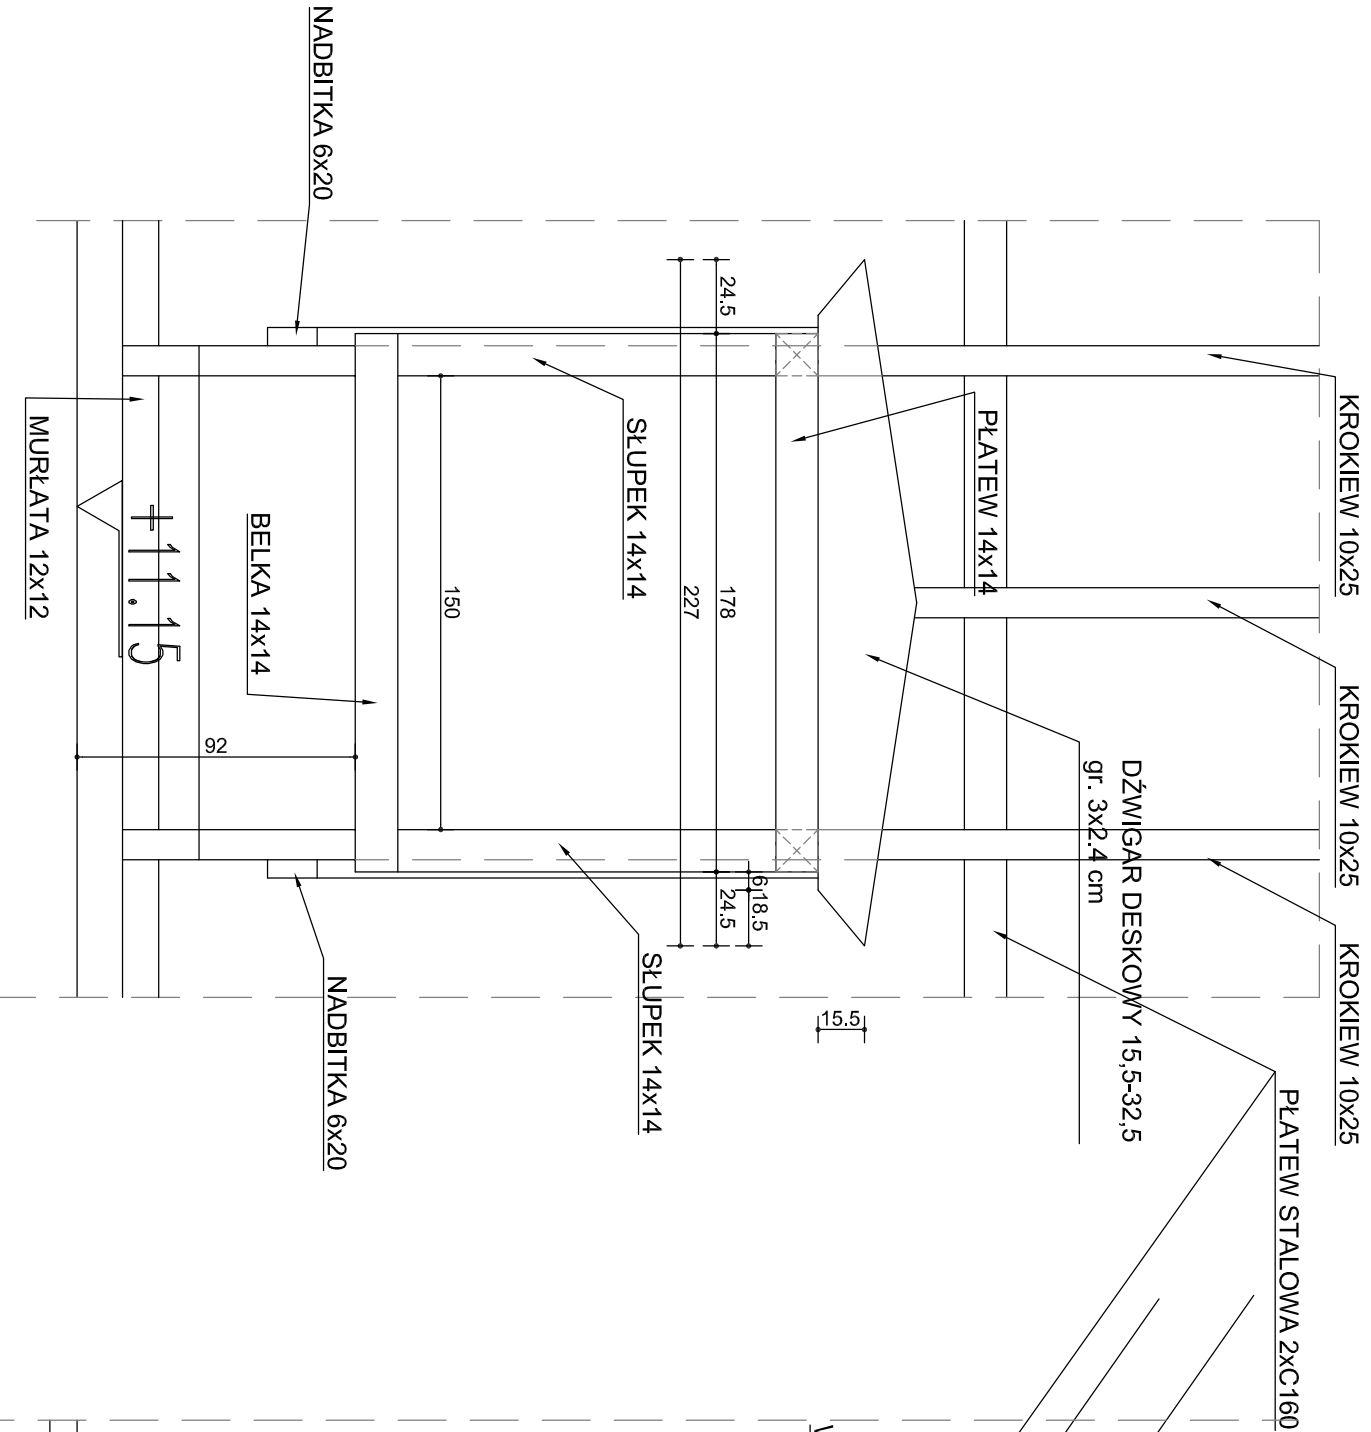 KROKIEW 10x25
KROKIEW 10x25
KROKIEW 10x25
PŁATEW STALOWA 2xC160
DŹWIGAR DESKOWY 15,5-32,5
gr. 3x2.4 cm
PŁATEW 14x14
15.5
24.5
178
6
18.5
24.5
227
SŁUPEK 14x14
SŁUPEK 14x14
150
NADBITKA 6x20
NADBITKA 6x20
BELKA 14x14
92
+11.15
MURŁATA 12x12